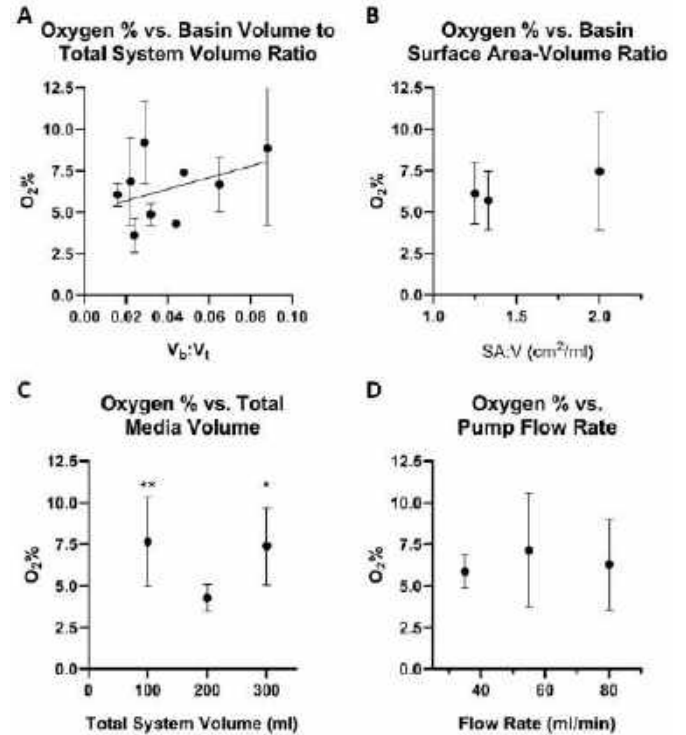 A
Oxygen % vs. Basin Volume to
Total System Volume Ratio
12.5
10.0
7.5
5.0
2.5
0.0
O2%
0.00 0.02 0.04 0.06 0.08 0.10
Vb:Vt
B
Oxygen % vs. Basin
Surface Area-Volume Ratio
12.5
10.0
7.5
5.0
2.5
0.0
O2%
1.0 1.5 2.0
SA:V (cm²/ml)
C
Oxygen % vs. Total
Media Volume
12.5
10.0
7.5
5.0
2.5
0.0
O2%
** *
0 100 200 300
Total System Volume (ml)
D
Oxygen % vs.
Pump Flow Rate
12.5
10.0
7.5
5.0
2.5
0.0
O2%
40 60 80
Flow Rate (ml/min)